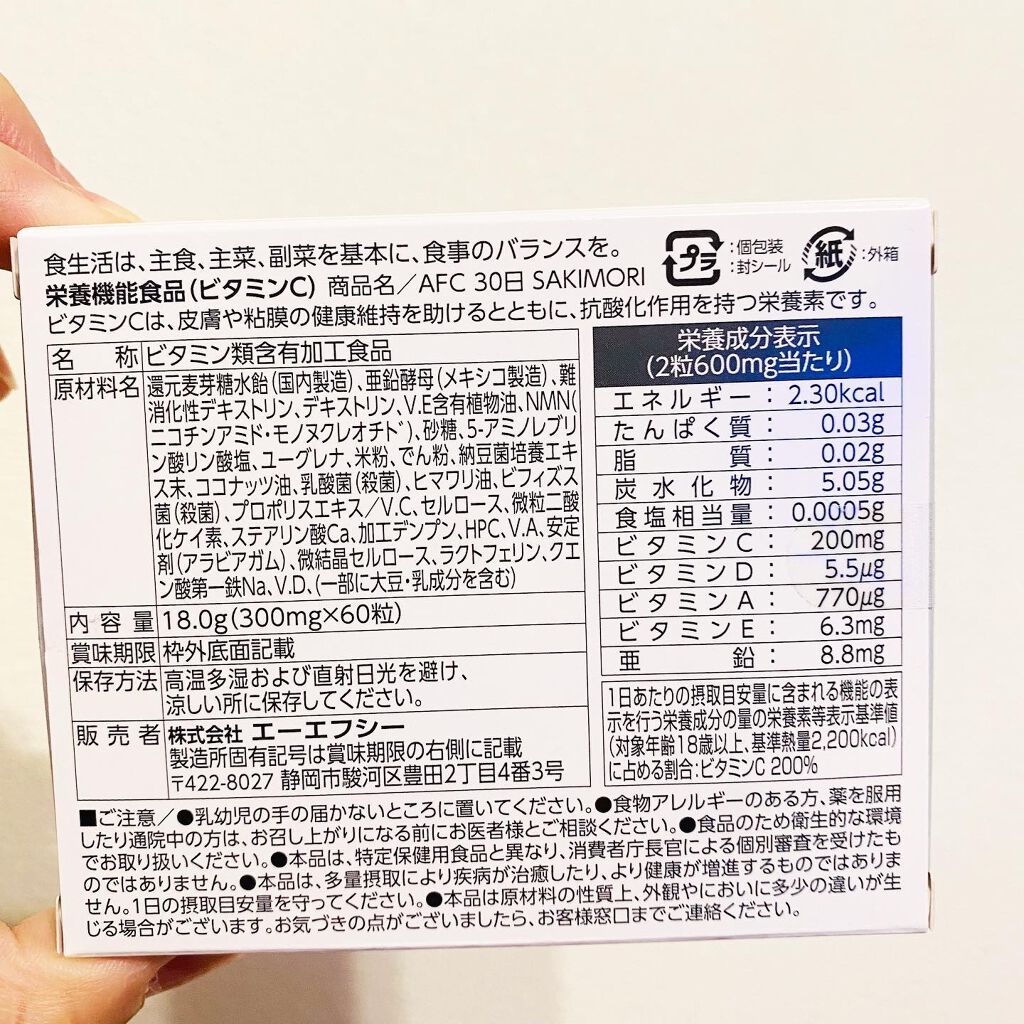 食生活は、主食、主菜、副菜を基本に、食事のバランスを。
プラ :個包装 :封シール
紙 :外箱
栄養機能食品(ビタミンC) 商品名/AFC 30日 SAKIMORI
ビタミンCは、皮膚や粘膜の健康維持を助けるとともに、抗酸化作用を持つ栄養素です。
名 称 ビタミン類含有加工食品
原材料名 還元麦芽糖水飴(国内製造)、亜鉛酵母(メキシコ製造)、難
消化性デキストリン、デキストリン、V.E含有植物油、NMN(
ニコチンアミド・モノヌクレオチド)、砂糖、5-アミノレブリ
ン酸リン酸塩、ユーグレナ、米粉、でん粉、納豆菌培養エキ
ス末、ココナッツ油、乳酸菌(殺菌)、ヒマワリ油、ビフィズス
菌(殺菌)、プロポリスエキス/V.C、セルロース、微粒二酸
化ケイ素、ステアリン酸Ca、加工デンプン、HPC、V.A、安定
剤(アラビアガム)、微結晶セルロース、ラクトフェリン、クエ
ン酸第一鉄Na、V.D、(一部に大豆・乳成分を含む)
内 容 量 18.0g(300mg×60粒)
賞味期限 枠外底面記載
保存方法 高温多湿および直射日光を避け、
涼しい所に保存してください。
販 売 者 株式会社 エーエフシー
製造所固有記号は賞味期限の右側に記載
〒422-8027 静岡市駿河区豊田2丁目4番3号
栄養成分表示
(2粒600mg当たり)
エネルギー: 2.30kcal
たんぱく質: 0.03g
脂 質: 0.02g
炭水化物: 5.05g
食塩相当量: 0.0005g
ビタミンC: 200mg
ビタミンD: 5.5μg
ビタミンA: 770μg
ビタミンE: 6.3mg
亜 鉛: 8.8mg
1日あたりの摂取目安量に含まれる機能の表
示を行う栄養成分の量の栄養素等表示基準値
(対象年齢18歳以上、基準熱量2,200kcal)
に占める割合:ビタミンC 200%
■ご注意/●乳幼児の手の届かないところに置いてください。●食物アレルギーのある方、薬を服用
したり通院中の方は、お召し上がりになる前にお医者様とご相談ください。●食品のため衛生的な環境
でお取り扱いください。●本品は、特定保健用食品と異なり、消費者庁長官による個別審査を受けたも
のではありません。●本品は、多量摂取により疾病が治癒したり、より健康が増進するものではありま
せん。1日の摂取目安量を守ってください。●本品は原材料の性質上、外観やにおいに多少の違いが生
じる場合がございます。お気づきの点がございましたら、お客様窓口までご連絡ください。